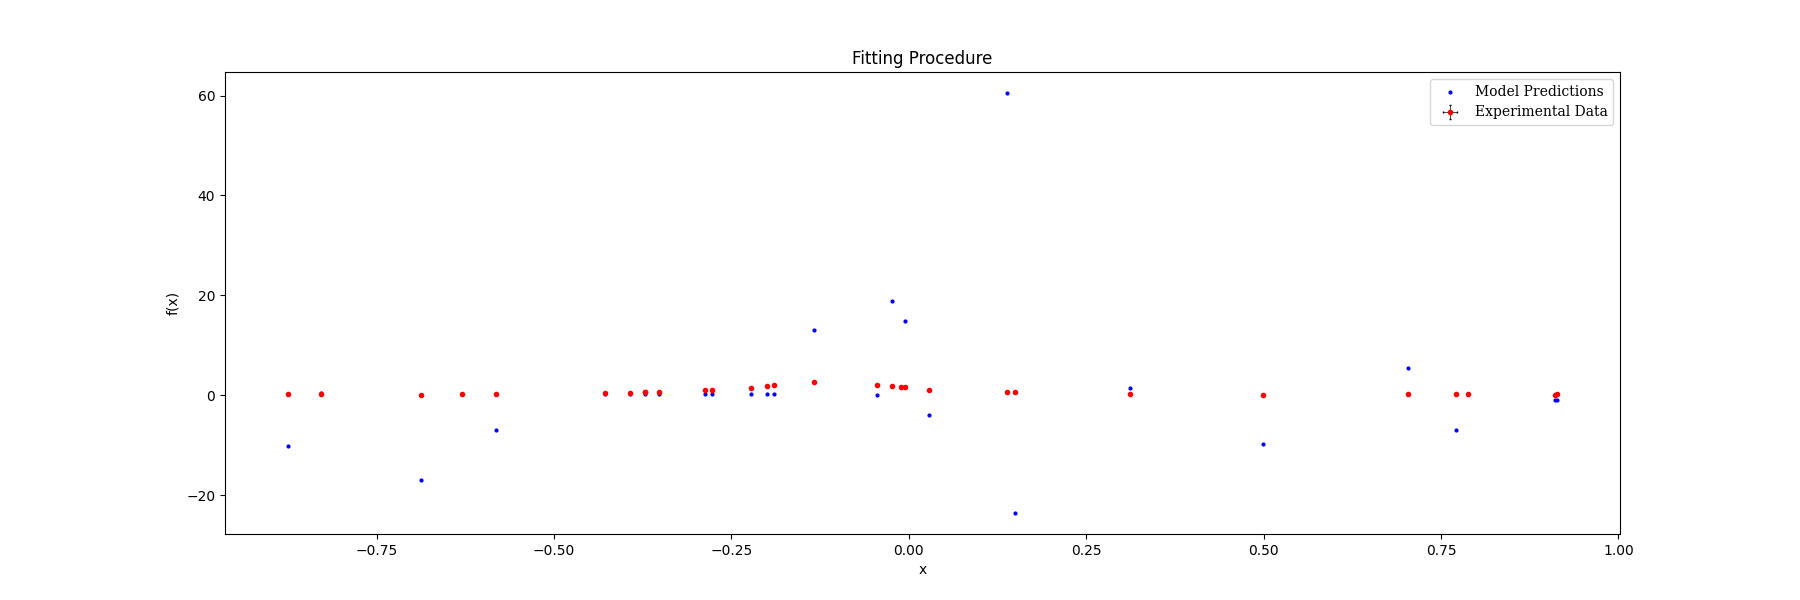 Fitting Procedure
60
40
20
0
−20
f(x)
Model Predictions
Experimental Data
−0.75 −0.50 −0.25 0.00 0.25 0.50 0.75 1.00
x